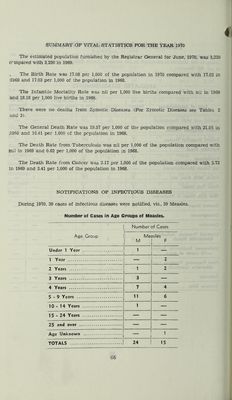 SUMMARY OF VITAL STATISTICS FOR THE YEAR 1970
The estimated population furnished by the Registrar General for June, 1970, was 3,220
compared with 3,200 in 1969.
The Birth Rate was 17.08 per 1,000 of the population in 1970 compared with 17.02 in
1969 and 17.03 per 1,000 of the population in 1968.
The Infantile Mortality Rate was nil per 1,000 live births compared with nil in 1969
and 18.18 per 1,000 live births in 1968.
There were no deaths from Zymotic Diseases (For Zymotic Diseases see Tables 2
and 3).
The General Death Rate was 19.57 per 1,000 of the population compared with 21.25 in
1969 and 16.41 per 1,000 of the population in 1968.
The Death Rate from Tuberculosis was nil per 1,000 of the population compared with
nil in 1969 and 0.62 per 1,000 of the population in 1968.
The Death Rate from Cancer was 2.17 per 1,000 of the population compared with 3.75
in 1969 and 3.41 per 1,000 of the population in 1968.
NOTIFICATIONS OF INFECTIOUS DISEASES
During 1970, 39 cases of infectious diseases were notified, viz. 39 Measles.
Number of Cases in Age Groups of Measles.
Age Group Number of Cases
Measles
M F
Under 1 Year 1 —
1 Year — 2
2 Years 1 2
3 Years 3 —
4 Years 7 4
5 - 9 Years 11 6
10 - 14 Years 1 —
15 - 24 Years — —
25 and over — —
Age Unknown — 1
TOTALS 24 15
66